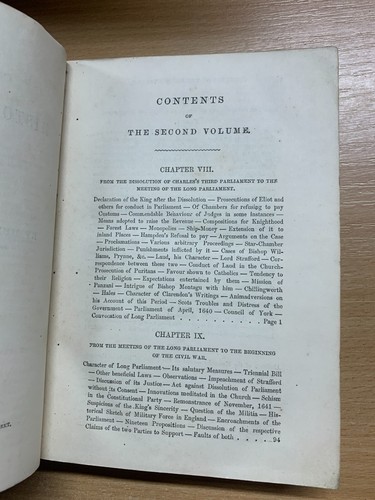 CONTENTS
OF
THE SECOND VOLUME.
CHAPTER VIII.
FROM THE DISSOLUTION OF CHARLES'S THIRD PARLIAMENT TO THE
MEETING OF THE LONG PARLIAMENT.
Declaration of the King after the Dissolution — Prosecutions of Eliot and
others for conduct in Parliament — Of Chambers for refusing to pay
Customs — Commendable Behaviour of Judges in some instances —
Means adopted to raise the Revenue — Compositions for Knighthood
— Forest Laws — Monopolies — Ship-Money — Extension of it to
inland Places — Hampden's Refusal to pay — Arguments on the Case
— Proclamations — Various arbitrary Proceedings — Star-Chamber
Jurisdiction — Punishments inflicted by it — Cases of Bishop Wil-
liams, Prynne, &c. — Laud, his Character — Lord Strafford — Cor-
respondence between these two — Conduct of Laud in the Church-
Prosecution of Puritans — Favour shown to Catholics — Tendency to
their Religion — Expectations entertained by them — Mission of
Panzani — Intrigue of Bishop Montagu with him — Chillingworth
— Hales — Character of Clarendon's Writings — Animadversions on
his Account of this Period — Scots Troubles and Distress of the
Government — Parliament of April, 1640 — Council of York —
Convocation of Long Parliament . . . . . Page 1
CHAPTER IX.
FROM THE MEETING OF THE LONG PARLIAMENT TO THE BEGINNING
OF THE CIVIL WAR.
Character of Long Parliament — Its salutary Measures — Triennial Bill
— Other beneficial Laws — Observations — Impeachment of Strafford
— Discussion of its Justice — Act against Dissolution of Parliament
without its Consent — Innovations meditated in the Church — Schism
in the Constitutional Party — Remonstrance of November, 1641 —
Suspicions of the King's Sincerity — Question of the Militia — His-
torical Sketch of Military Force in England — Encroachments of the
Parliament — Nineteen Propositions — Discussion of the respective
Claims of the two Parties to Support — Faults of both . . . . 94